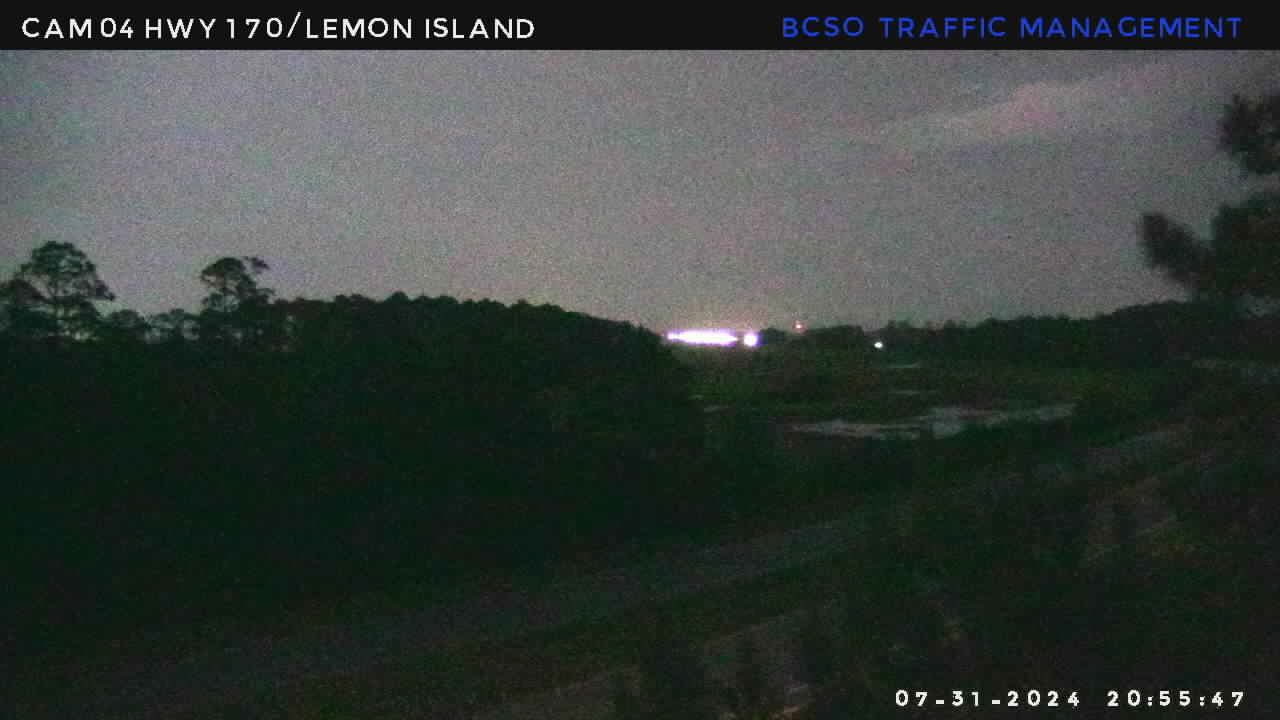 CAM04 HWY 170/LEMON ISLAND
BCSO TRAFFIC MANAGEMENT
07-31-2024 20:55:47